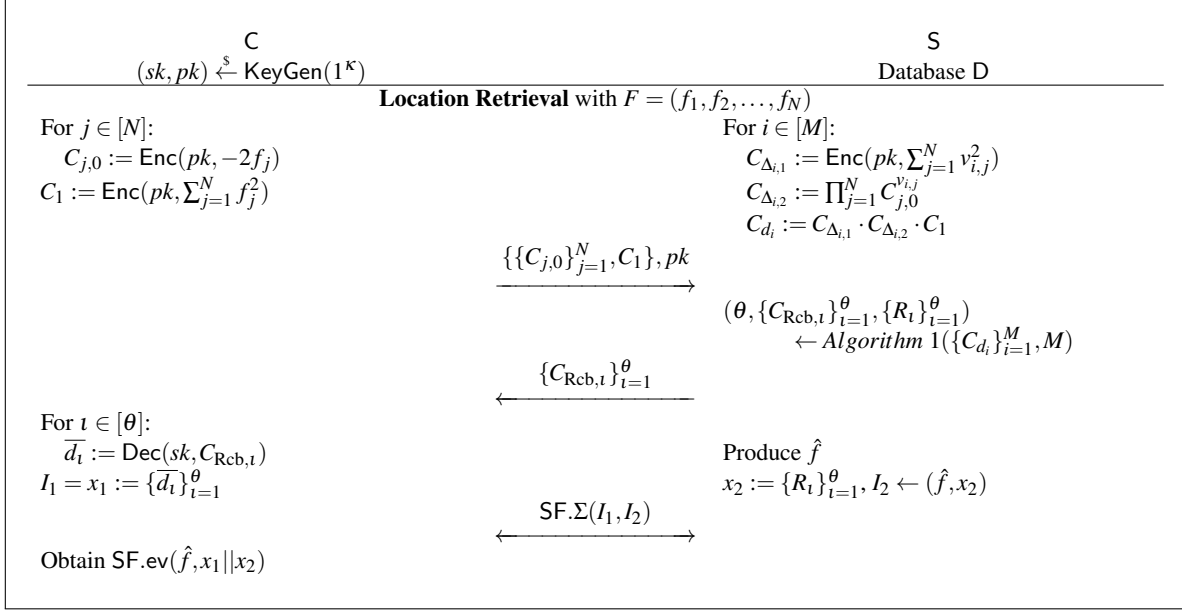 C S
(sk, pk) ←$ KeyGen(1^κ) Database D
Location Retrieval with F = (f_1, f_2, …, f_N)
For j ∈ [N]: For i ∈ [M]:
C_{j,0} := Enc(pk, −2f_j) C_{Δ_{i,1}} := Enc(pk, ∑_{j=1}^N v_{i,j}^2)
C_1 := Enc(pk, ∑_{j=1}^N f_j^2) C_{Δ_{i,2}} := ∏_{j=1}^N C_{j,0}^{v_{i,j}}
C_{d_i} := C_{Δ_{i,1}} · C_{Δ_{i,2}} · C_1
{{C_{j,0}}_{j=1}^N, C_1}, pk
(θ, {C_{Rcb,ι}}_{ι=1}^θ, {R_ι}_{ι=1}^θ)
← Algorithm 1({C_{d_i}}_{i=1}^M, M)
{C_{Rcb,ι}}_{ι=1}^θ
For ι ∈ [θ]:
\overline{d_ι} := Dec(sk, C_{Rcb,ι}) Produce \hat{f}
I_1 = x_1 := {\overline{d_ι}}_{ι=1}^θ x_2 := {R_ι}_{ι=1}^θ, I_2 ← (\hat{f}, x_2)
SF.Σ(I_1, I_2)
Obtain SF.ev(\hat{f}, x_1||x_2)